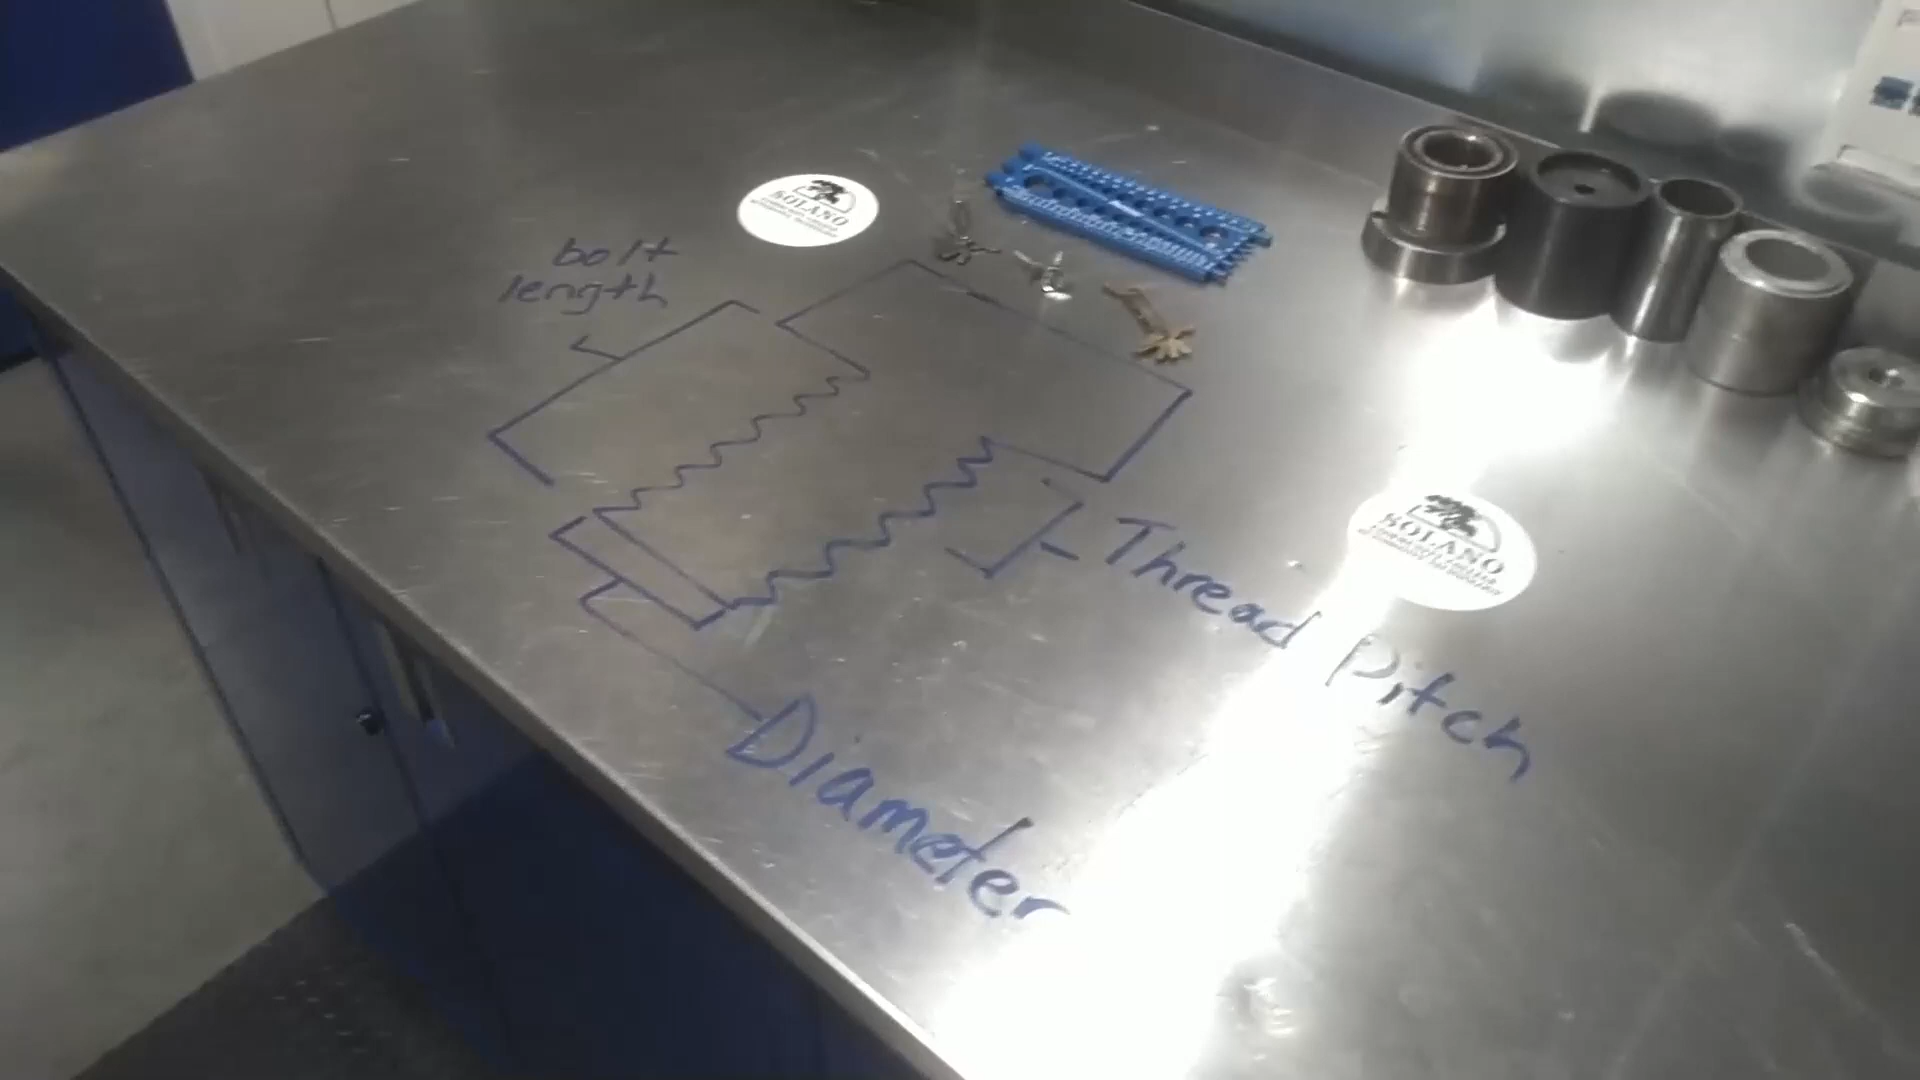 SOLANO
bolt
length
SOLANO
Thread Pitch
Diameter